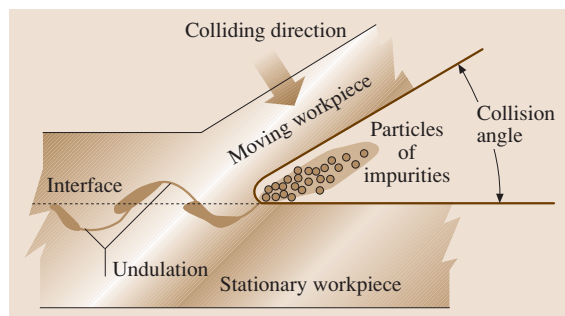 Colliding direction
Moving workpiece
Collision
angle
Particles
of
impurities
Interface
Undulation
Stationary workpiece